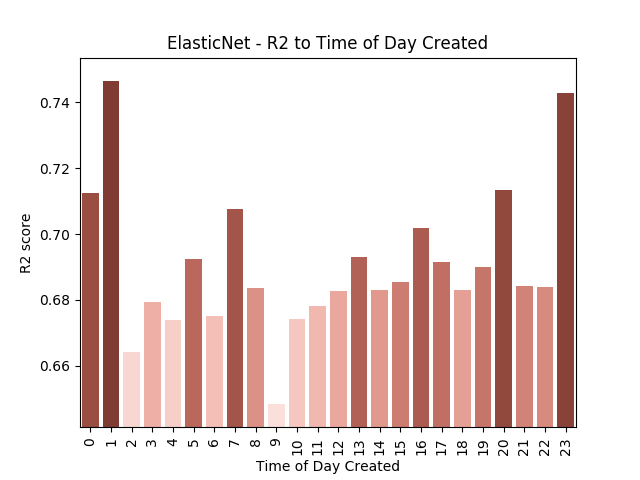 ElasticNet - R2 to Time of Day Created
R2 score
0.74
0.72
0.70
0.68
0.66
0 1 2 3 4 5 6 7 8 9 10 11 12 13 14 15 16 17 18 19 20 21 22 23
Time of Day Created